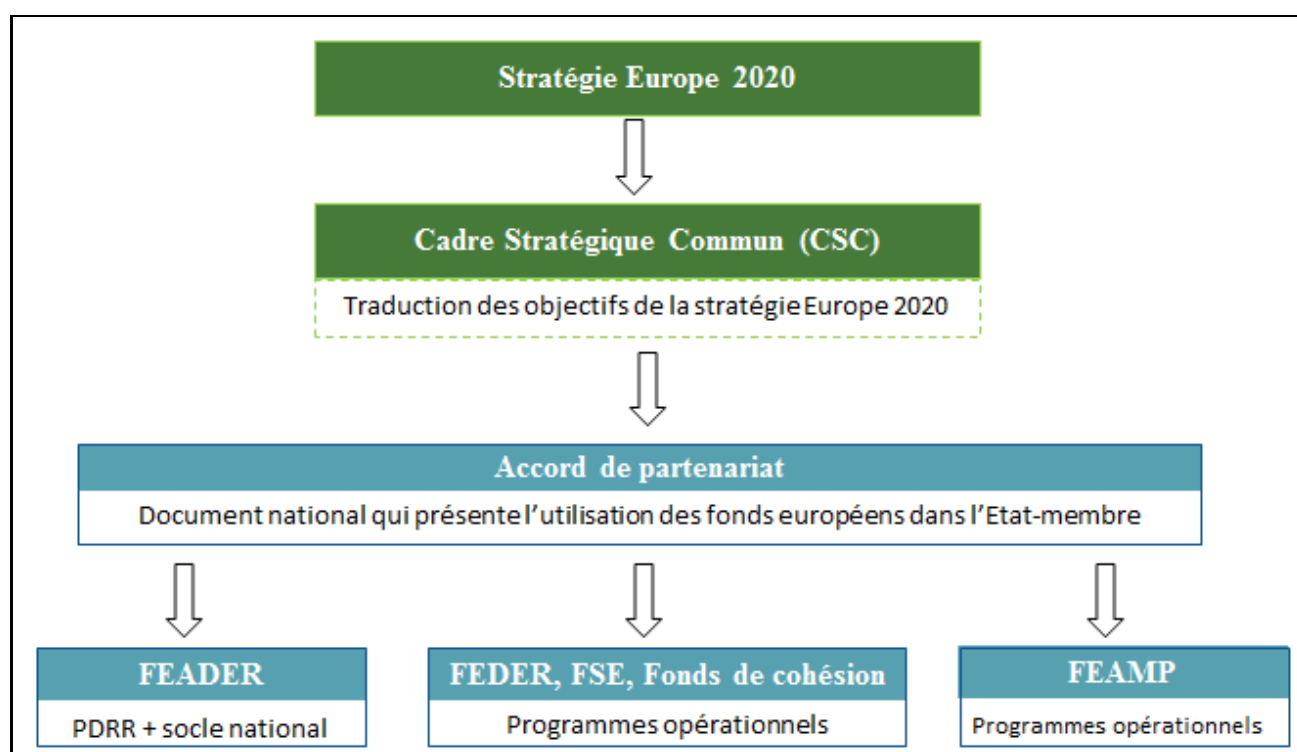 Stratégie Europe 2020
Cadre Stratégique Commun (CSC)
Traduction des objectifs de la stratégie Europe 2020
Accord de partenariat
Document national qui présente l'utilisation des fonds européens dans l'Etat-membre
FEADER
PDRR + socle national
FEDER, FSE, Fonds de cohésion
Programmes opérationnels
FEAMP
Programmes opérationnels